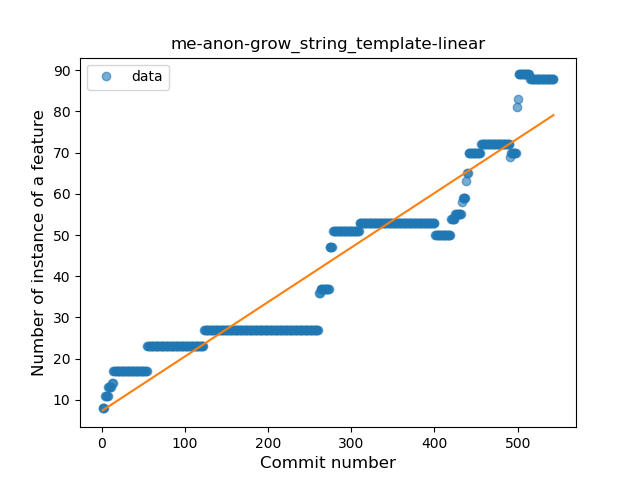 me-anon-grow_string_template-linear
data
Number of instance of a feature
90
80
70
60
50
40
30
20
10
0 100 200 300 400 500
Commit number